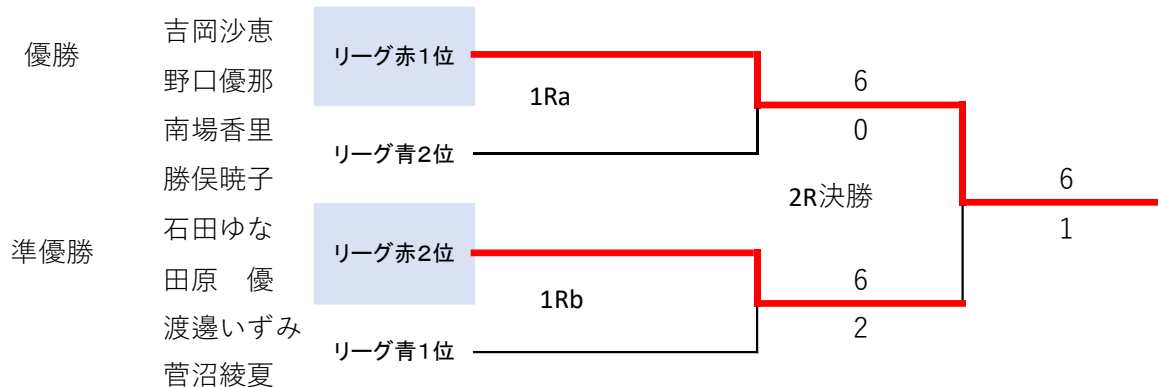 吉岡沙恵
優勝
リーグ赤1位
野口優那
6
1Ra
南場香里
0
リーグ青2位
勝俣暁子
6
2R決勝
石田ゆな
1
準優勝
リーグ赤2位
田原　優
6
1Rb
渡邊いずみ
2
リーグ青1位
菅沼綾夏